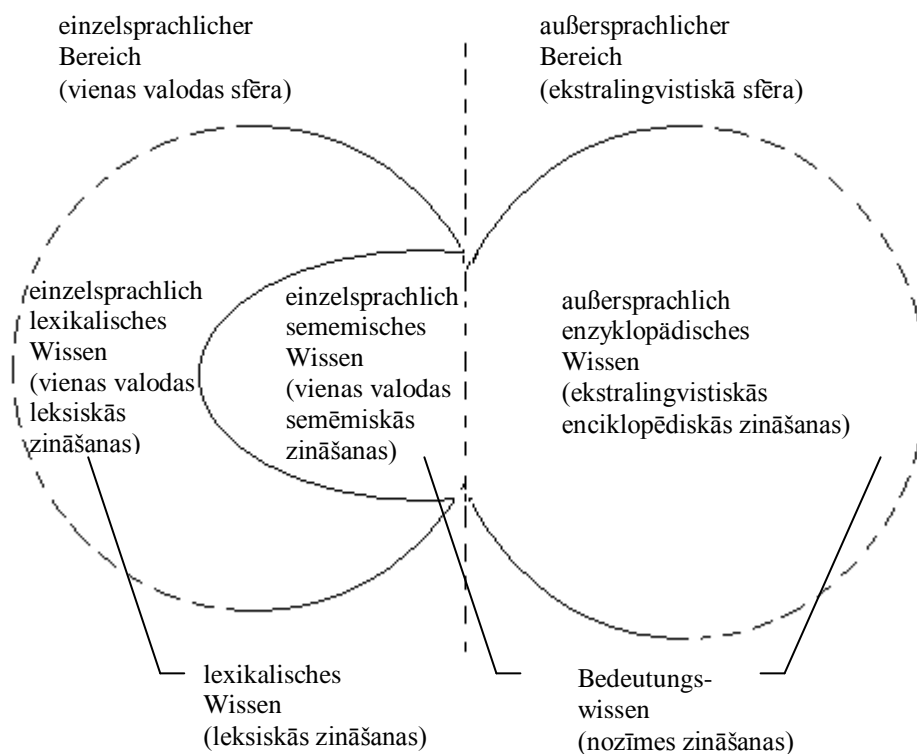 einzelsprachlicher
Bereich
(vienas valodas sfēra)
außersprachlicher
Bereich
(ekstralingvistiskā sfēra)
einzelsprachlich
lexikalisches
Wissen
(vienas valodas
leksiskās
zināšanas)
einzelsprachlich
sememisches
Wissen
(vienas valodas
semēmiskās
zināšanas)
außersprachlich
enzyklopädisches
Wissen
(ekstralingvistiskās
enciklopēdiskās zināšanas)
lexikalisches
Wissen
(leksiskās zināšanas)
Bedeutungs-
wissen
(nozīmes zināšanas)